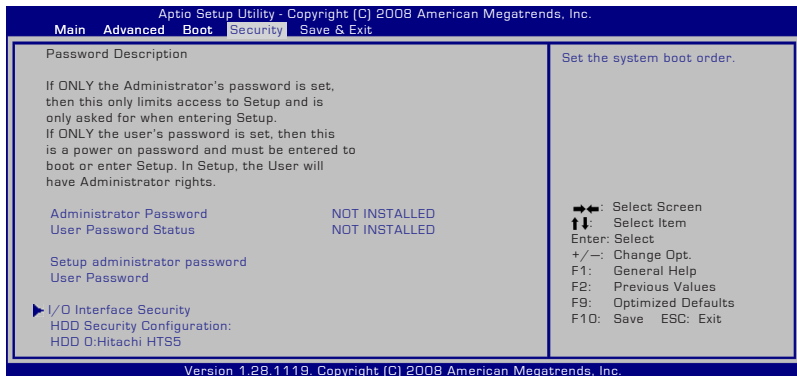 Aptio Setup Utility - Copyright (C) 2008 American Megatrends, Inc.
Main Advanced Boot Security Save & Exit
Password Description
If ONLY the Administrator's password is set,
then this only limits access to Setup and is
only asked for when entering Setup.
If ONLY the user's password is set, then this
is a power on password and must be entered to
boot or enter Setup. In Setup, the User will
have Administrator rights.
Administrator Password NOT INSTALLED
User Password Status NOT INSTALLED
Setup administrator password
User Password
I/O Interface Security
HDD Security Configuration:
HDD 0:Hitachi HTS5
Set the system boot order.
→←: Select Screen
↑↓: Select Item
Enter: Select
+/−: Change Opt.
F1: General Help
F2: Previous Values
F9: Optimized Defaults
F10: Save ESC: Exit
Version 1.28.1119. Copyright (C) 2008 American Megatrends, Inc.